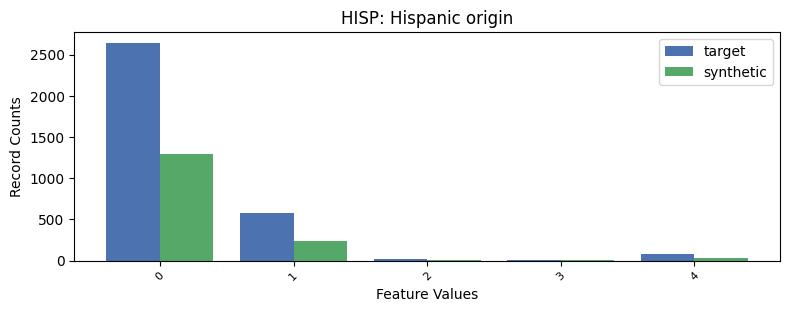 HISP: Hispanic origin
target
synthetic
Record Counts
2500
2000
1500
1000
500
0
0 1 2 3 4
Feature Values